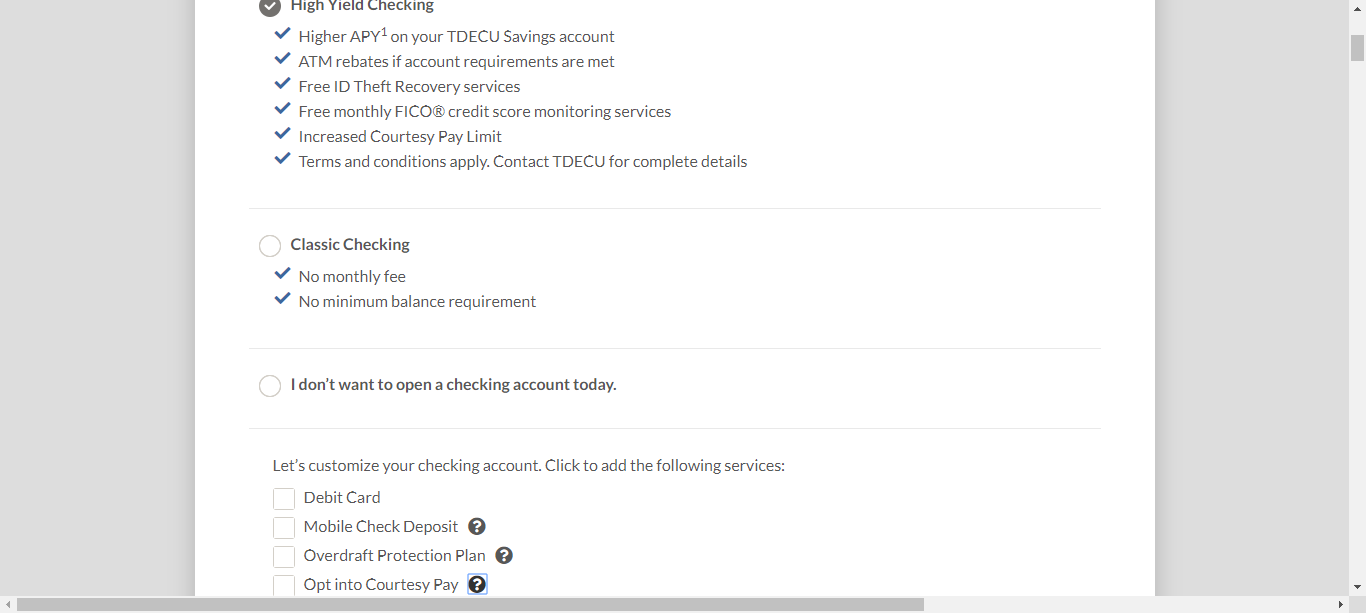 High Yield Checking
Higher APY1 on your TDECU Savings account
ATM rebates if account requirements are met
Free ID Theft Recovery services
Free monthly FICO® credit score monitoring services
Increased Courtesy Pay Limit
Terms and conditions apply. Contact TDECU for complete details
Classic Checking
No monthly fee
No minimum balance requirement
I don’t want to open a checking account today.
Let’s customize your checking account. Click to add the following services:
Debit Card
Mobile Check Deposit ?
Overdraft Protection Plan ?
Opt into Courtesy Pay ?